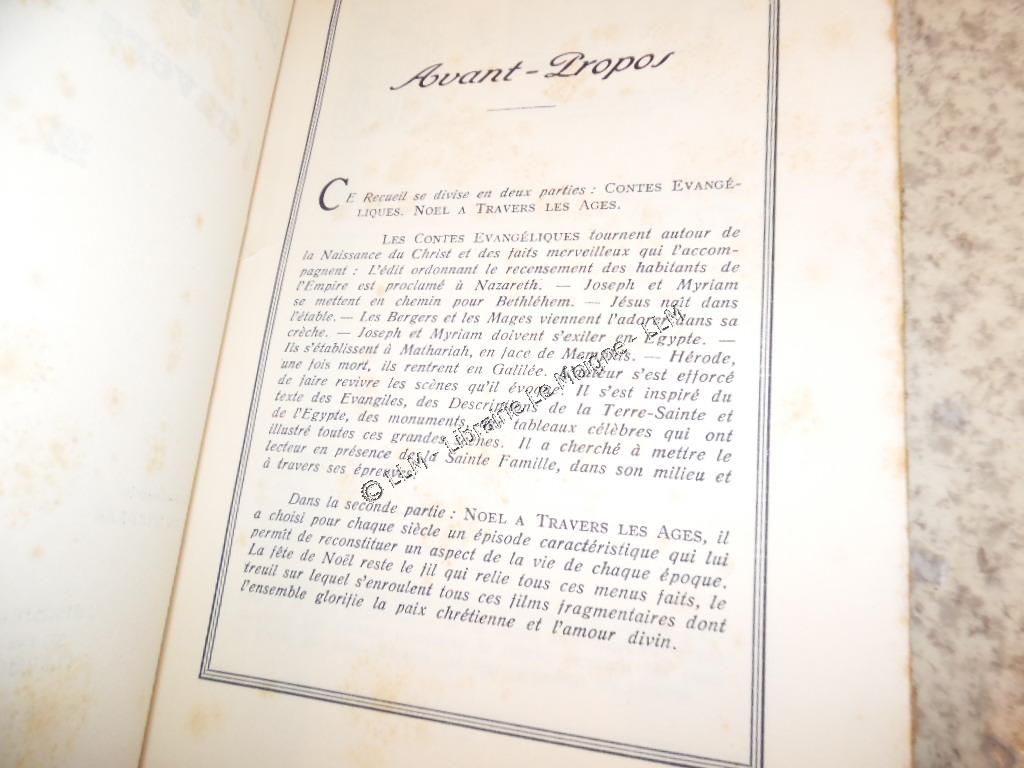 Avant-Propos
CE Recueil se divise en deux parties : CONTES EVANGÉ-
LIQUES. NOEL A TRAVERS LES AGES.
LES CONTES EVANGÉLIQUES tournent autour de
la Naissance du Christ et des faits merveilleux qui l'accom-
pagnent : L'édit ordonnant le recensement des habitants de
l'Empire est proclamé à Nazareth. — Joseph et Myriam
se mettent en chemin pour Bethléhem. — Jésus naît dans
l'étable. — Les Bergers et les Mages viennent l'adorer dans sa
crèche. — Joseph et Myriam doivent s'exiler en Egypte. —
Ils s'établissent à Mathariah, en face de Memphis. — Hérode,
une fois mort, ils rentrent en Galilée. L'auteur s'est efforcé
de faire revivre les scènes qu'il évoque. Il s'est inspiré du
texte des Evangiles, des Descriptions de la Terre-Sainte et
de l'Egypte, des monuments, tableaux célèbres qui ont
illustré toutes ces grandes. Il a cherché à mettre le
lecteur en présence de la Sainte Famille, dans son milieu et
à travers ses épreuves.
Dans la seconde partie : NOEL A TRAVERS LES AGES, il
a choisi pour chaque siècle un épisode caractéristique qui lui
permit de reconstituer un aspect de la vie de chaque époque.
La fête de Noël reste le fil qui relie tous ces menus faits, le
treuil sur lequel s'enroulent tous ces films fragmentaires dont
l'ensemble glorifie la paix chrétienne et l'amour divin.
© LLM - Librairie Le Moigne - LLM